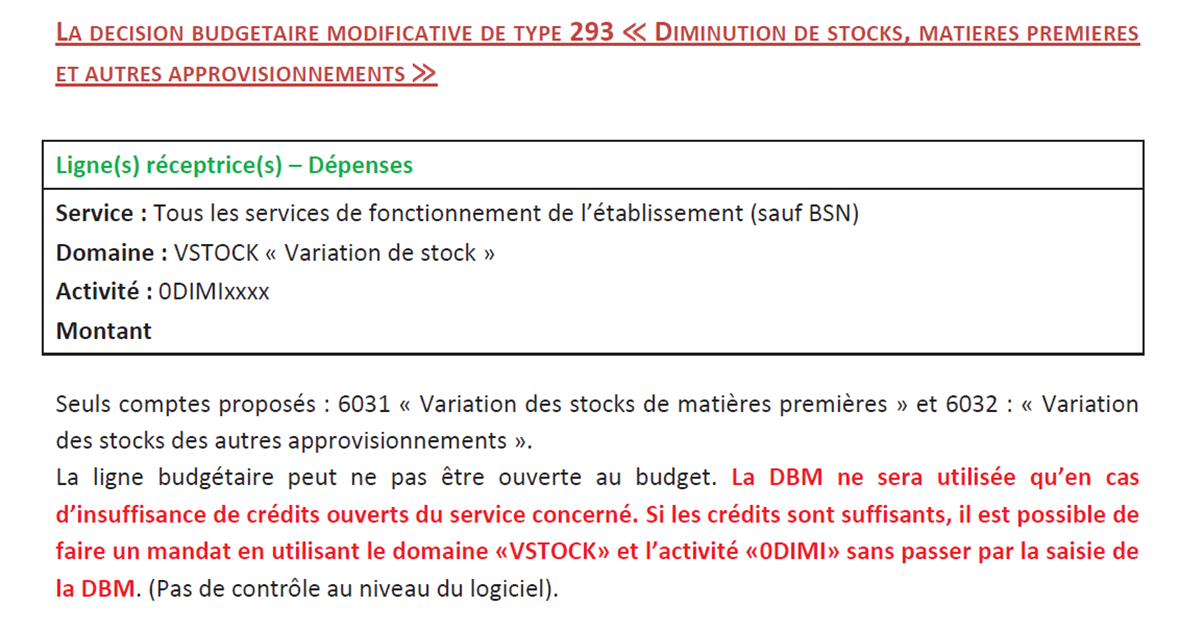 LA DECISION BUDGETAIRE MODIFICATIVE DE TYPE 293 « DIMINUTION DE STOCKS, MATIERES PREMIERES
ET AUTRES APPROVISIONNEMENTS »
Ligne(s) réceptrice(s) – Dépenses
Service : Tous les services de fonctionnement de l’établissement (sauf BSN)
Domaine : VSTOCK « Variation de stock »
Activité : 0DIMIxxxx
Montant
Seuls comptes proposés : 6031 « Variation des stocks de matières premières » et 6032 : « Variation
des stocks des autres approvisionnements ».
La ligne budgétaire peut ne pas être ouverte au budget. La DBM ne sera utilisée qu’en cas
d’insuffisance de crédits ouverts du service concerné. Si les crédits sont suffisants, il est possible de
faire un mandat en utilisant le domaine «VSTOCK» et l’activité «0DIMI» sans passer par la saisie de
la DBM. (Pas de contrôle au niveau du logiciel).